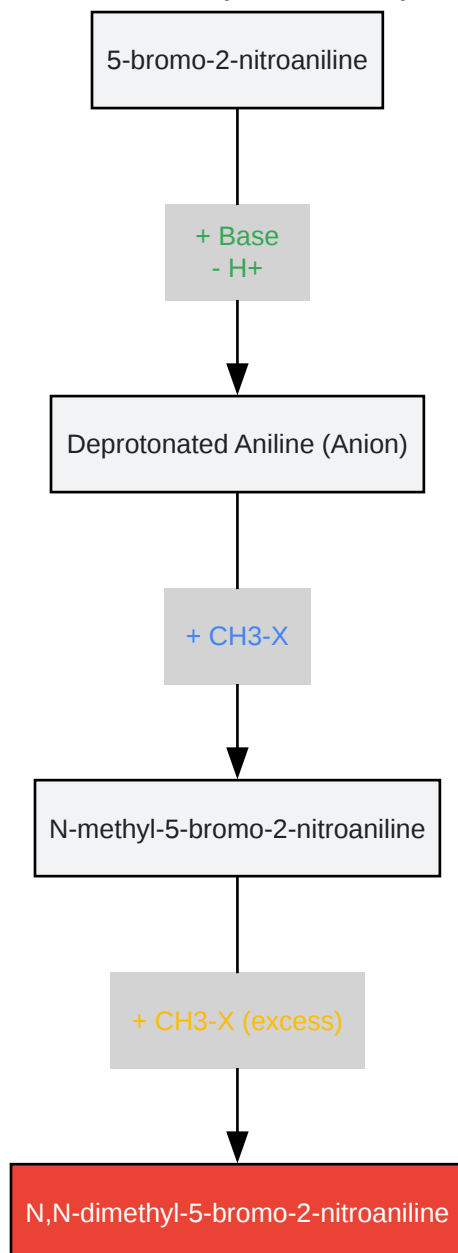 5-bromo-2-nitroaniline
+ Base
- H+
Deprotonated Aniline (Anion)
+ CH3-X
N-methyl-5-bromo-2-nitroaniline
+ CH3-X (excess)
N,N-dimethyl-5-bromo-2-nitroaniline